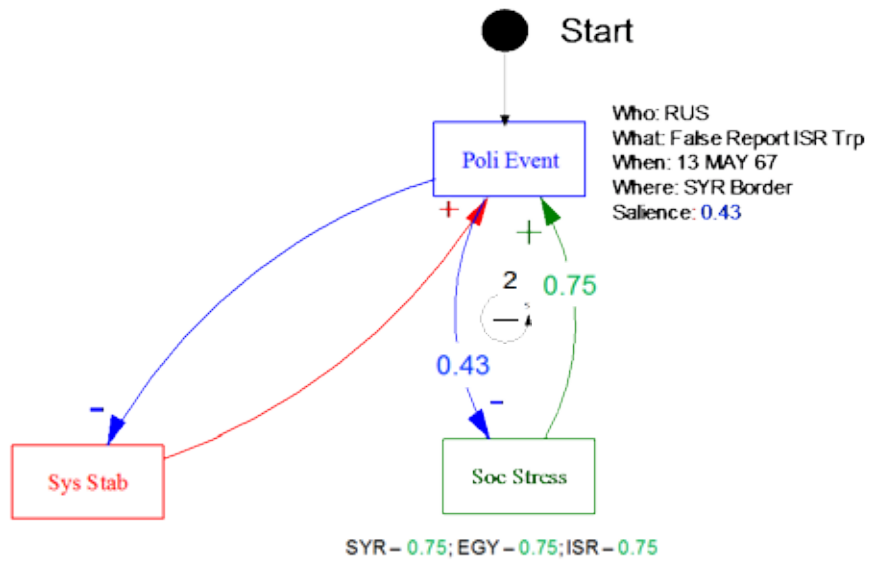 Start
Poli Event
Who: RUS
What: False Report ISR Trp
When: 13 MAY 67
Where: SYR Border
Salience: 0.43
+
+
2
0.75
—
0.43
-
-
Sys Stab
Soc Stress
SYR – 0.75; EGY – 0.75; ISR – 0.75